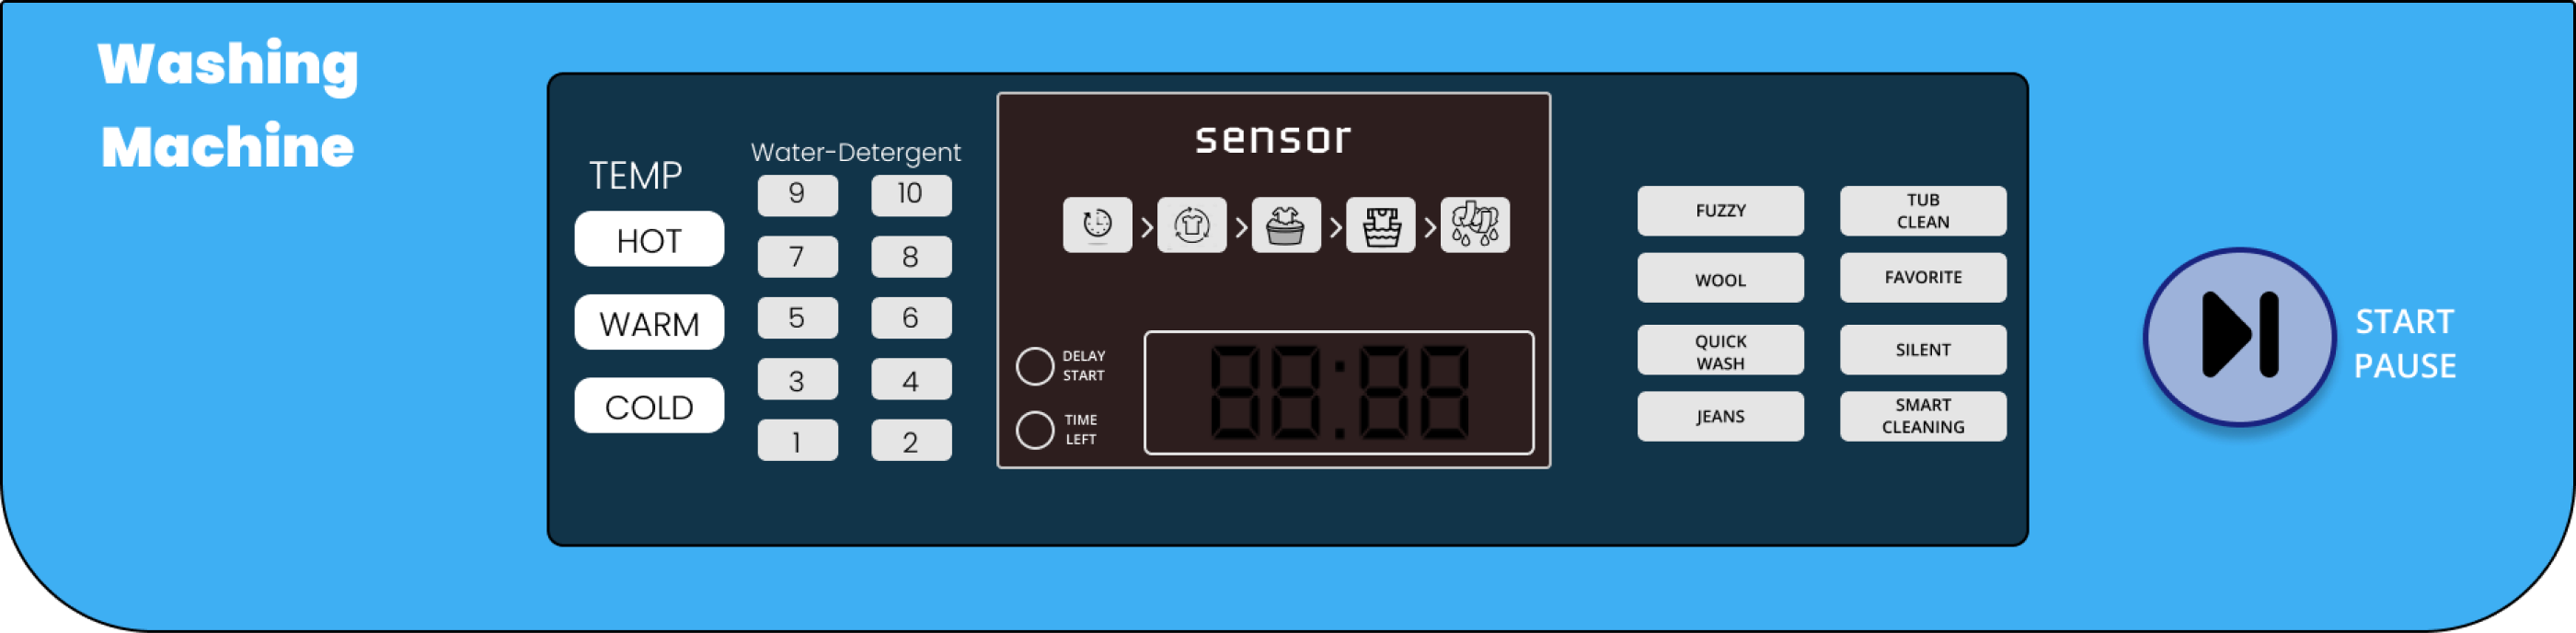 Washing
Machine
TEMP
HOT
WARM
COLD
Water-Detergent
9 10
7 8
5 6
3 4
1 2
sensor
DELAY
START
TIME
LEFT
88:88
FUZZY
WOOL
QUICK
WASH
JEANS
TUB
CLEAN
FAVORITE
SILENT
SMART
CLEANING
START
PAUSE